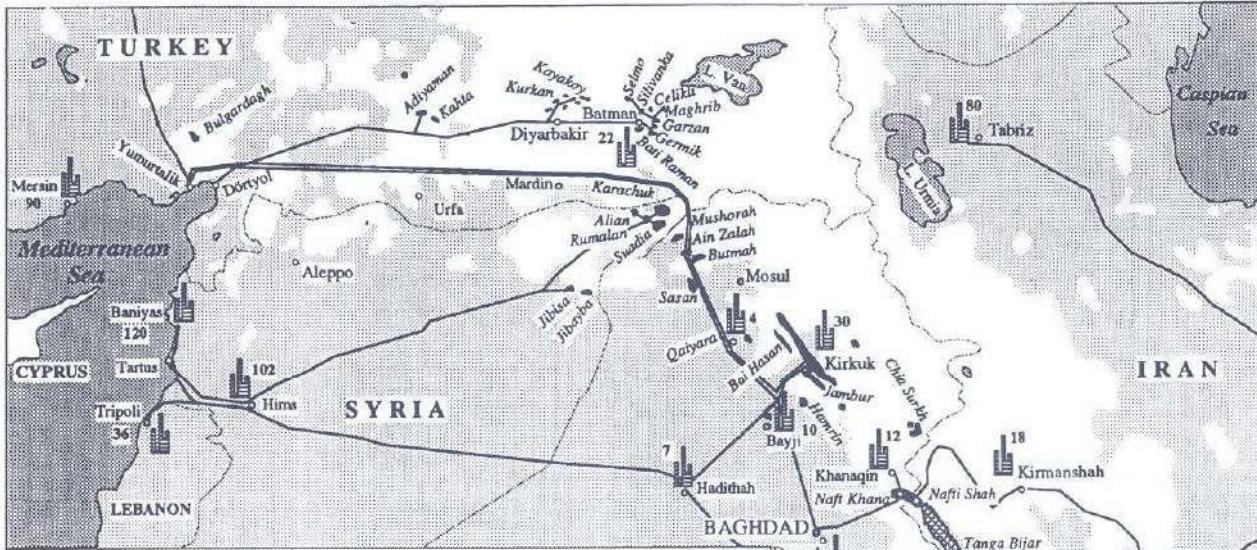 TURKEY
Bulgardagh
Adiyaman
Kahta
Koyakoy
Kurkan
Diyarbakir
Batman
22
Selmo
Silivanka
Celiku
Maghrib
Garzan
Germik
Bati Raman
L. Van
L. Urmia
80
Tabriz
Caspian
Sea
Yumurtalik
Mersin
90
Dörtyol
Urfa
Mardin
Karachuk
Alian
Rumalan
Suadia
Mushorah
Ain Zalah
Butmah
Mosul
Sasan
Mediterranean
Sea
Aleppo
Jibisa
Jibayba
Baniyas
120
CYPRUS
Tartus
Tripoli
36
102
Hims
SYRIA
LEBANON
4
Qaiyara
30
Bai Hasan
Kirkuk
Jambur
Hamrin
10
Bayji
Chia Surkh
IRAN
7
Hadithah
BAGHDAD
12
Khanaqin
Naft Khana
18
Kirmanshah
Nafti Shah
Tanga Bijar